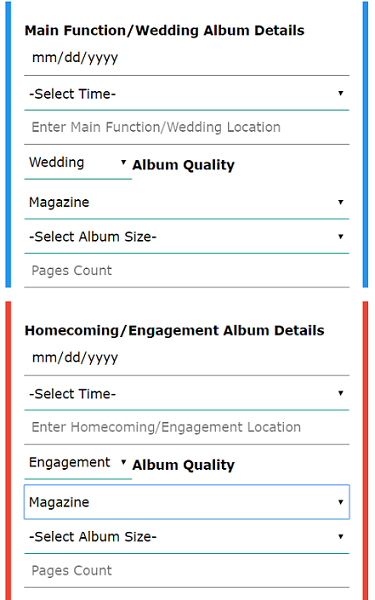 Main Function/Wedding Album Details
mm/dd/yyyy
-Select Time-
Enter Main Function/Wedding Location
Wedding Album Quality
Magazine
-Select Album Size-
Pages Count
Homecoming/Engagement Album Details
mm/dd/yyyy
-Select Time-
Enter Homecoming/Engagement Location
Engagement Album Quality
Magazine
-Select Album Size-
Pages Count